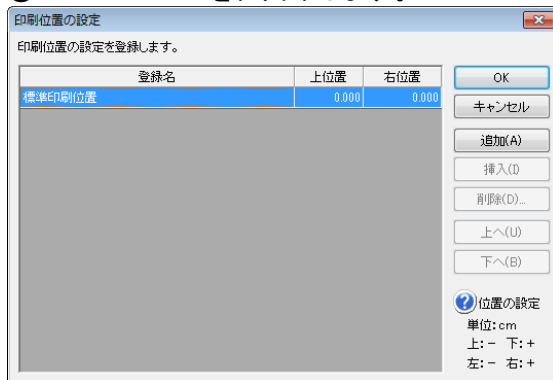 印刷位置の設定
印刷位置の設定を登録します。
登録名 上位置 右位置
標準印刷位置 0.000 0.000
OK
キャンセル
追加(A)
挿入(I)
削除(D)...
上へ(U)
下へ(B)
位置の設定
単位:cm
上:- 下:+
左:- 右:+